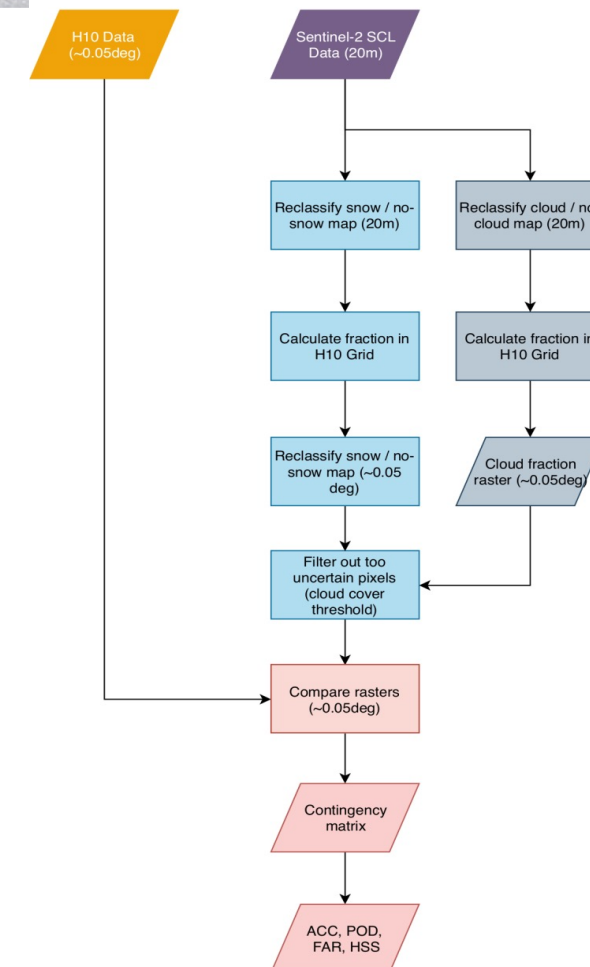 H10 Data
(~0.05deg)
Sentinel-2 SCL
Data (20m)
Reclassify snow / no-
snow map (20m)
Reclassify cloud / no
cloud map (20m)
Calculate fraction in
H10 Grid
Calculate fraction in
H10 Grid
Reclassify snow / no-
snow map (~0.05
deg)
Cloud fraction
raster (~0.05deg)
Filter out too
uncertain pixels
(cloud cover
threshold)
Compare rasters
(~0.05deg)
Contingency
matrix
ACC, POD,
FAR, HSS